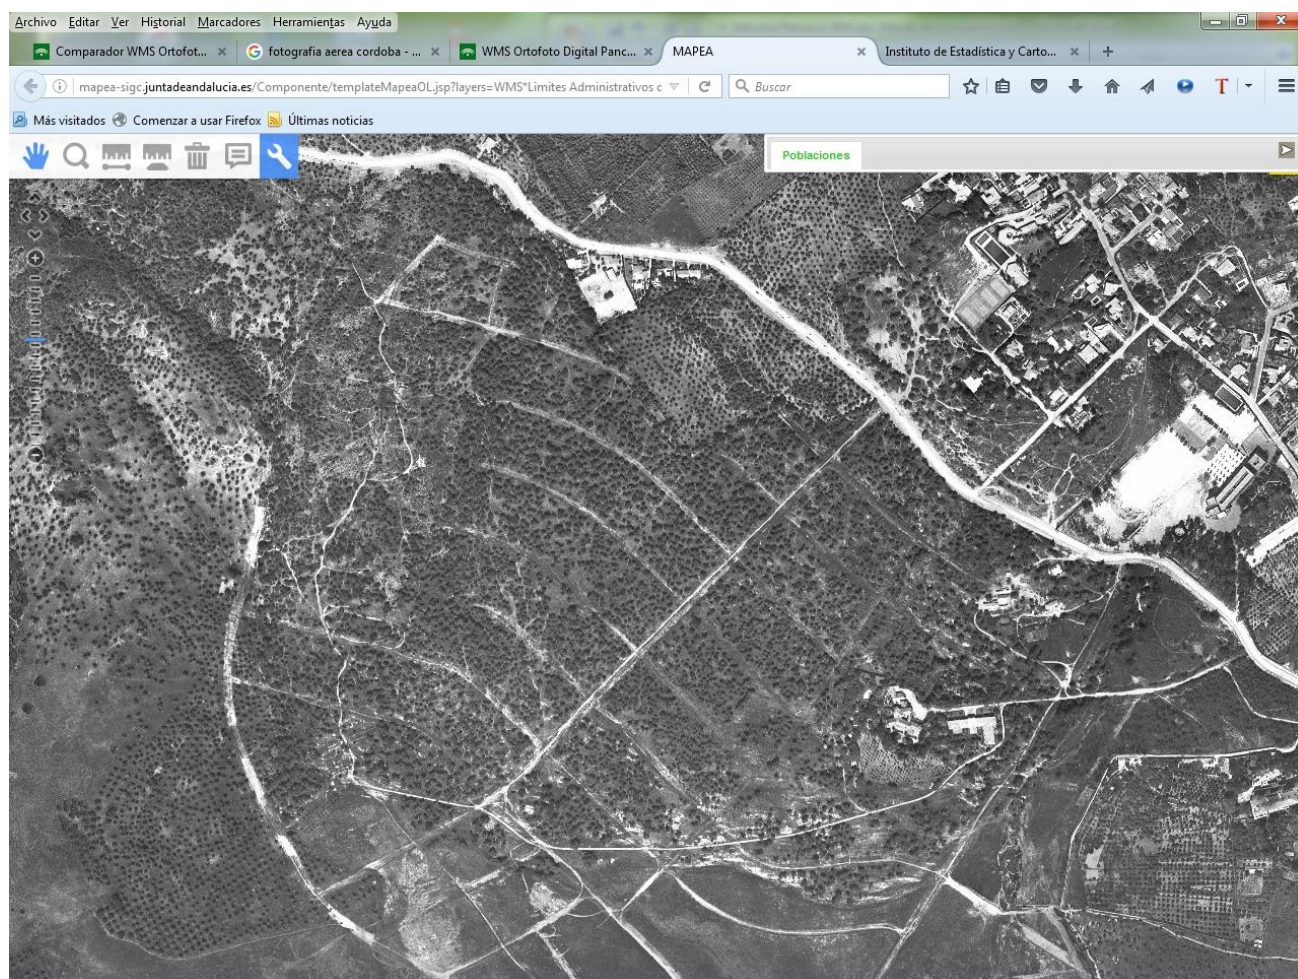 Archivo Editar Ver Historial Marcadores Herramientas Ayuda
Comparador WMS Ortofot... × fotografia aerea cordoba - ... × WMS Ortofoto Digital Panc... × MAPEA × Instituto de Estadística y Carto... × +
mapea-sigc.juntadeandalucia.es/Componente/templateMapeaOL.jsp?layers=WMS*Limites Administrativos c Buscar
Más visitados Comenzar a usar Firefox Últimas noticias
Poblaciones